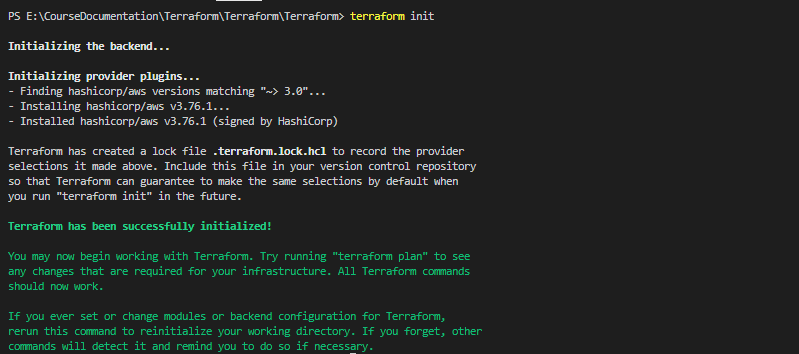 PS E:\CourseDocumentation\Terraform\Terraform\Terraform> terraform init
Initializing the backend...
Initializing provider plugins...
- Finding hashicorp/aws versions matching "~> 3.0"...
- Installing hashicorp/aws v3.76.1...
- Installed hashicorp/aws v3.76.1 (signed by HashiCorp)
Terraform has created a lock file .terraform.lock.hcl to record the provider
selections it made above. Include this file in your version control repository
so that Terraform can guarantee to make the same selections by default when
you run "terraform init" in the future.
Terraform has been successfully initialized!
You may now begin working with Terraform. Try running "terraform plan" to see
any changes that are required for your infrastructure. All Terraform commands
should now work.
If you ever set or change modules or backend configuration for Terraform,
rerun this command to reinitialize your working directory. If you forget, other
commands will detect it and remind you to do so if necessary.